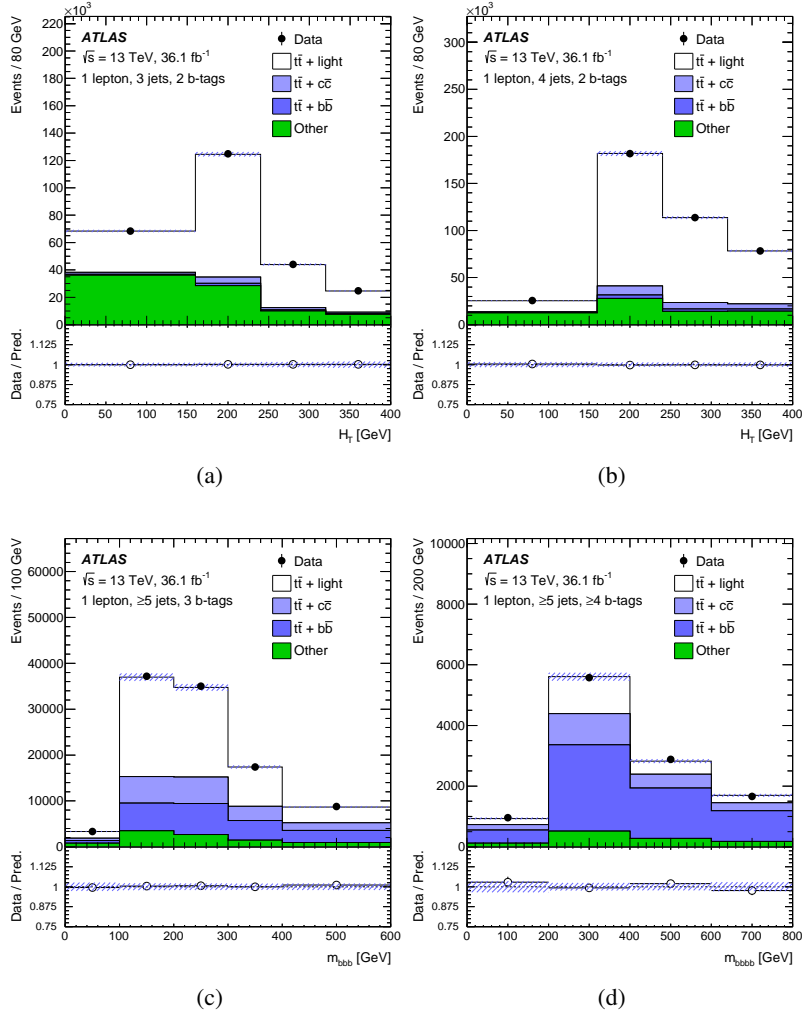 ×10³
Events / 80 GeV
220
200
180
160
140
120
100
80
60
40
20
0
ATLAS
√s = 13 TeV, 36.1 fb⁻¹
1 lepton, 3 jets, 2 b-tags
Data
tt̄ + light
tt̄ + cc̄
tt̄ + bb̄
Other
Data / Pred.
1.125
1
0.875
0.75
0 50 100 150 200 250 300 350 400
H_T [GeV]
(a)
×10³
Events / 80 GeV
300
250
200
150
100
50
0
ATLAS
√s = 13 TeV, 36.1 fb⁻¹
1 lepton, 4 jets, 2 b-tags
Data
tt̄ + light
tt̄ + cc̄
tt̄ + bb̄
Other
Data / Pred.
1.125
1
0.875
0.75
0 50 100 150 200 250 300 350 400
H_T [GeV]
(b)
Events / 100 GeV
60000
50000
40000
30000
20000
10000
0
ATLAS
√s = 13 TeV, 36.1 fb⁻¹
1 lepton, ≥5 jets, 3 b-tags
Data
tt̄ + light
tt̄ + cc̄
tt̄ + bb̄
Other
Data / Pred.
1.125
1
0.875
0.75
0 100 200 300 400 500 600
m_bbb [GeV]
(c)
Events / 200 GeV
10000
8000
6000
4000
2000
0
ATLAS
√s = 13 TeV, 36.1 fb⁻¹
1 lepton, ≥5 jets, ≥4 b-tags
Data
tt̄ + light
tt̄ + cc̄
tt̄ + bb̄
Other
Data / Pred.
1.125
1
0.875
0.75
0 100 200 300 400 500 600 700 800
m_bbbb [GeV]
(d)